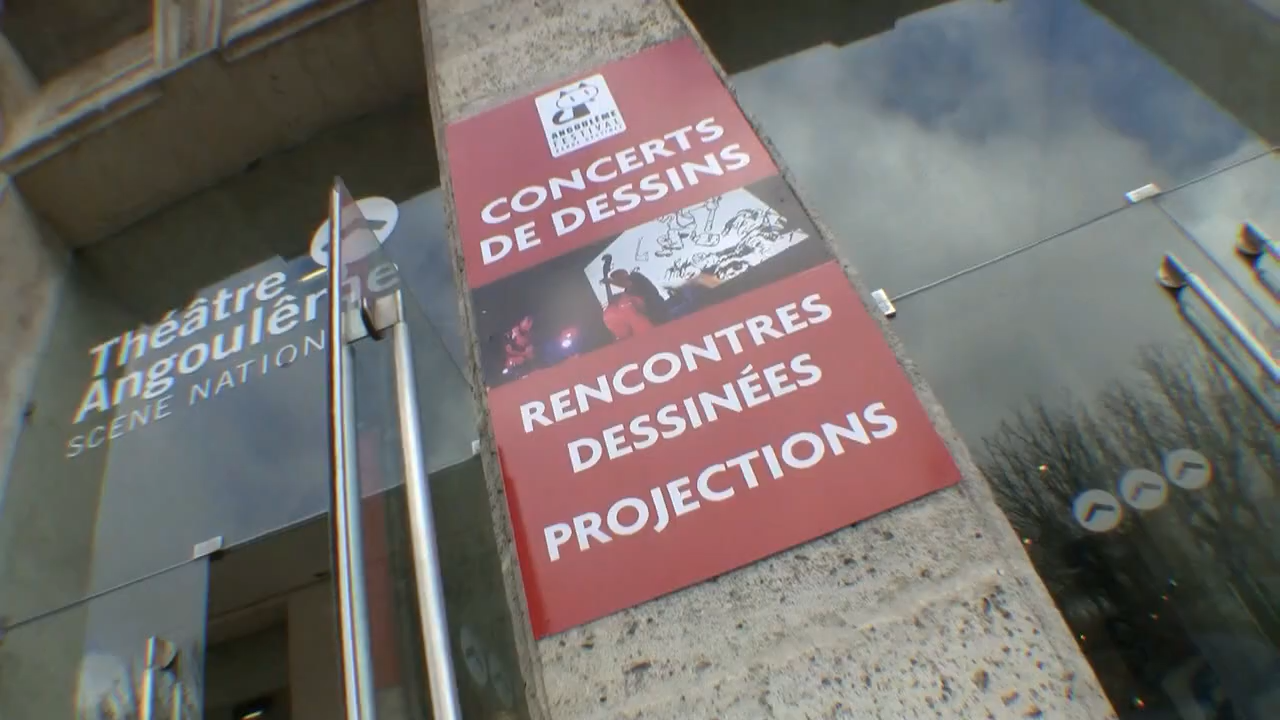 Théâtre
Angoulême
SCÈNE NATION
ANGOULÊME
FESTIVAL
CONCERTS
DE DESSINS
RENCONTRES
DESSINÉES
PROJECTIONS